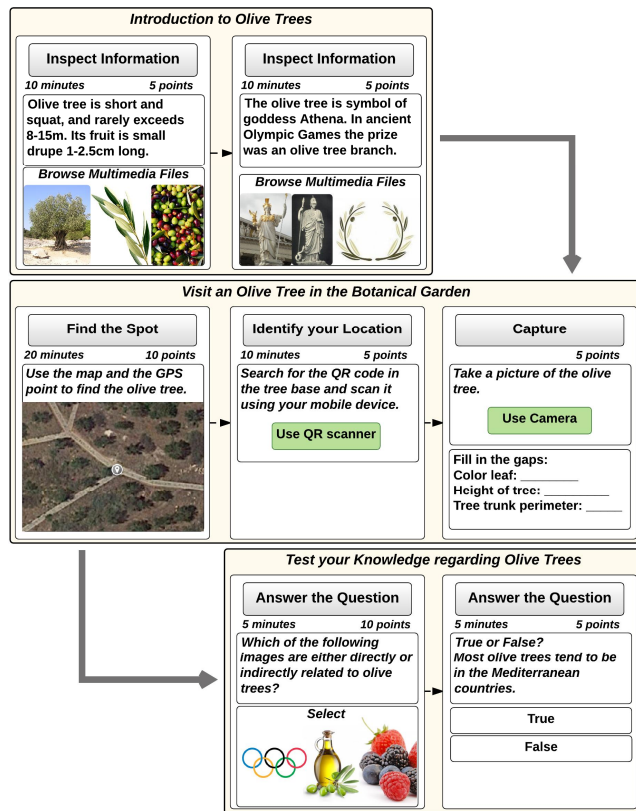 Introduction to Olive Trees
Inspect Information
10 minutes 5 points
Olive tree is short and
squat, and rarely exceeds
8-15m. Its fruit is small
drupe 1-2.5cm long.
Browse Multimedia Files
Inspect Information
10 minutes 5 points
The olive tree is symbol of
goddess Athena. In ancient
Olympic Games the prize
was an olive tree branch.
Browse Multimedia Files
Visit an Olive Tree in the Botanical Garden
Find the Spot
20 minutes 10 points
Use the map and the GPS
point to find the olive tree.
Identify your Location
10 minutes 5 points
Search for the QR code in
the tree base and scan it
using your mobile device.
Use QR scanner
Capture
5 points
Take a picture of the olive
tree.
Use Camera
Fill in the gaps:
Color leaf: ________
Height of tree: _________
Tree trunk perimeter: _____
Test your Knowledge regarding Olive Trees
Answer the Question
5 minutes 10 points
Which of the following
images are either directly or
indirectly related to olive
trees?
Select
Answer the Question
5 minutes 5 points
True or False?
Most olive trees tend to be
in the Mediterranean
countries.
True
False